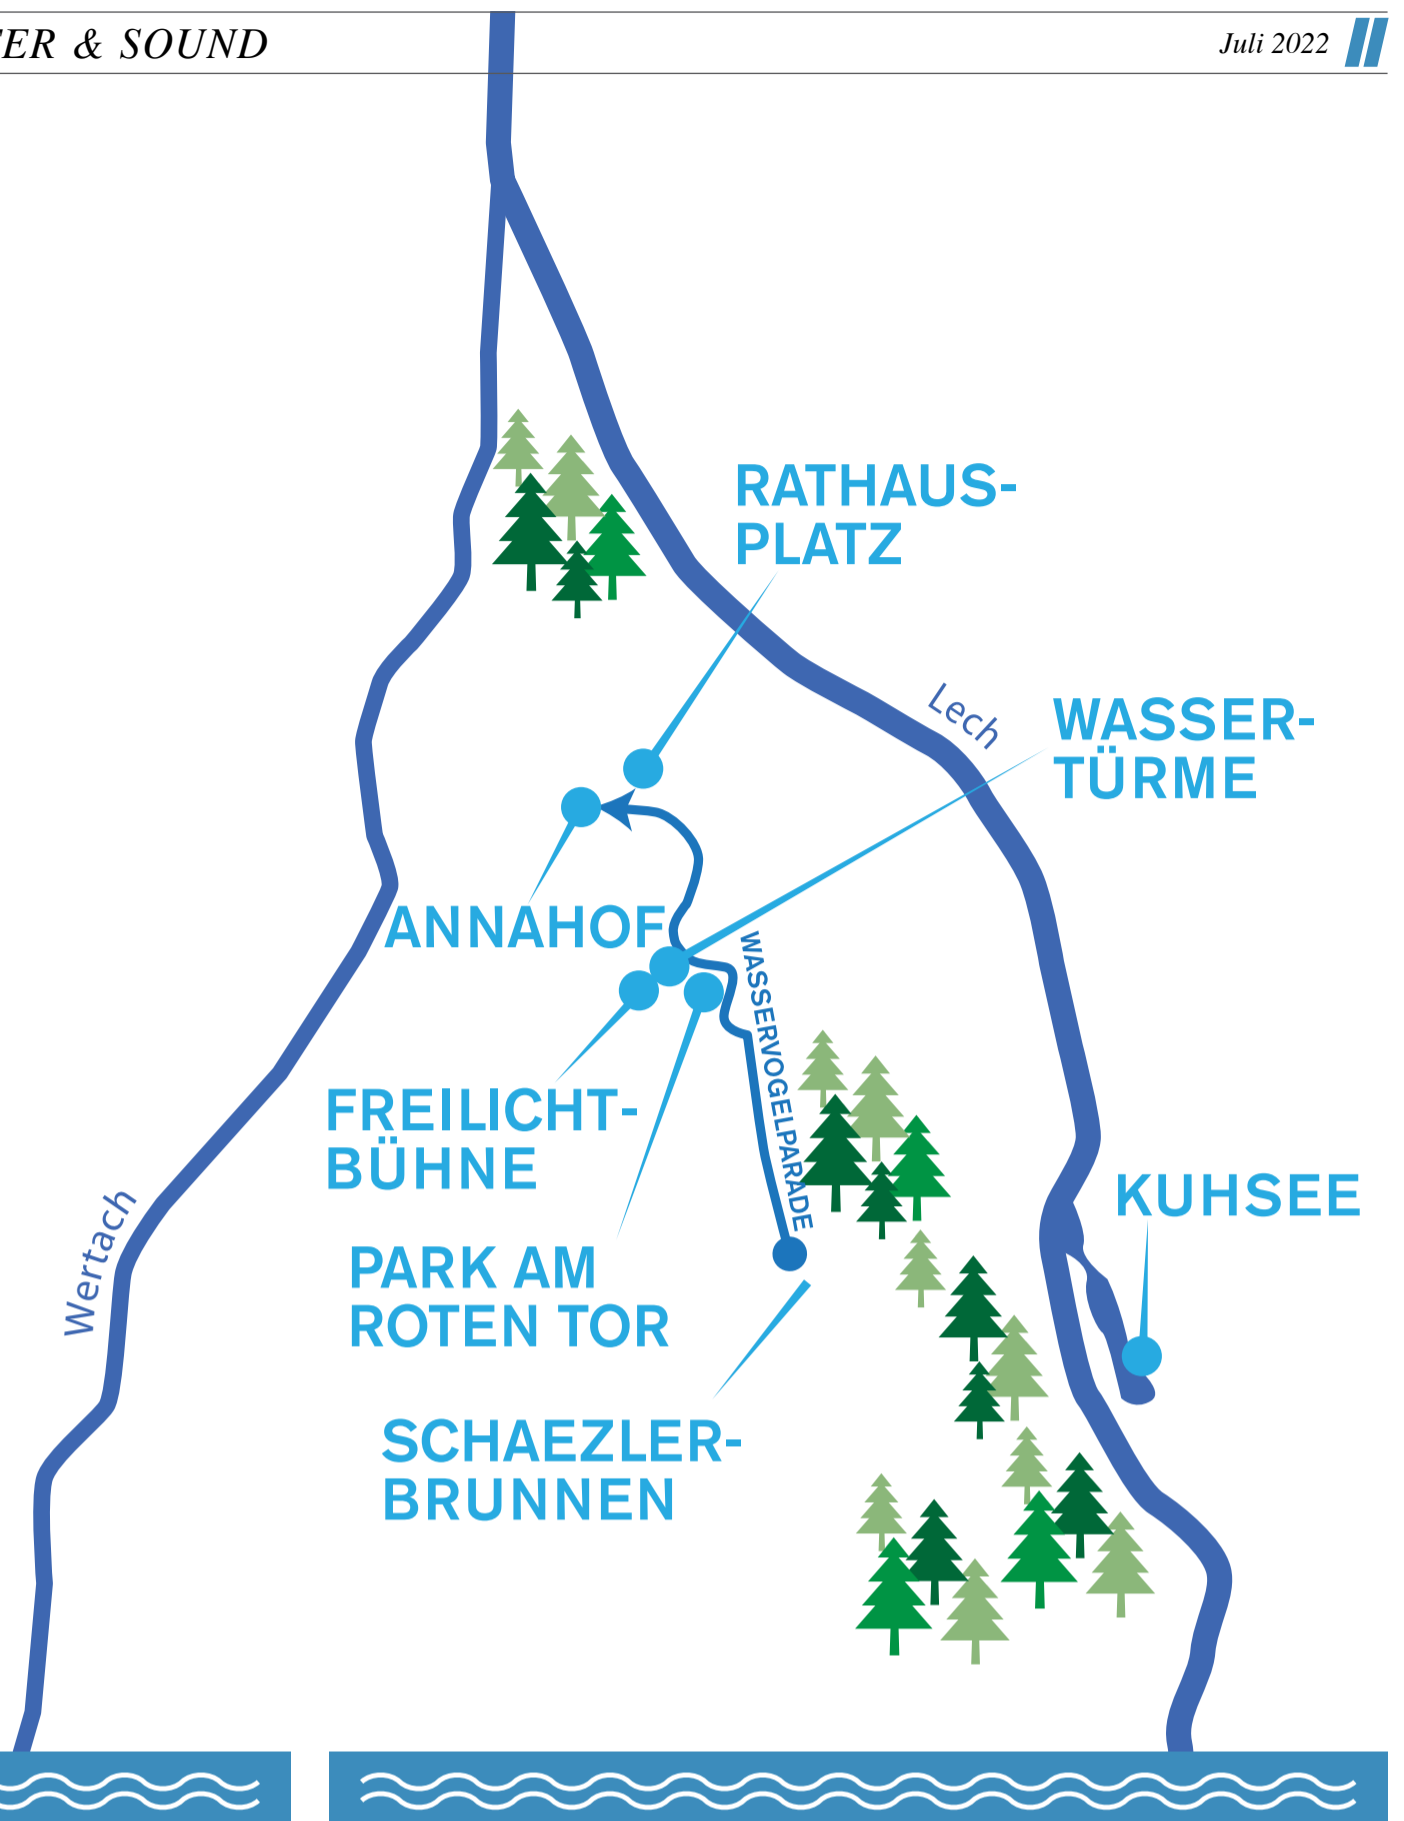 & SOUND
Juli 2022
RATHAUS-
PLATZ
Lech
WASSER-
TÜRME
ANNAHOF
WASSERVOGELPARADE
FREILICHT-
BÜHNE
KUHSEE
Wertach
PARK AM
ROTEN TOR
SCHAEZLER-
BRUNNEN